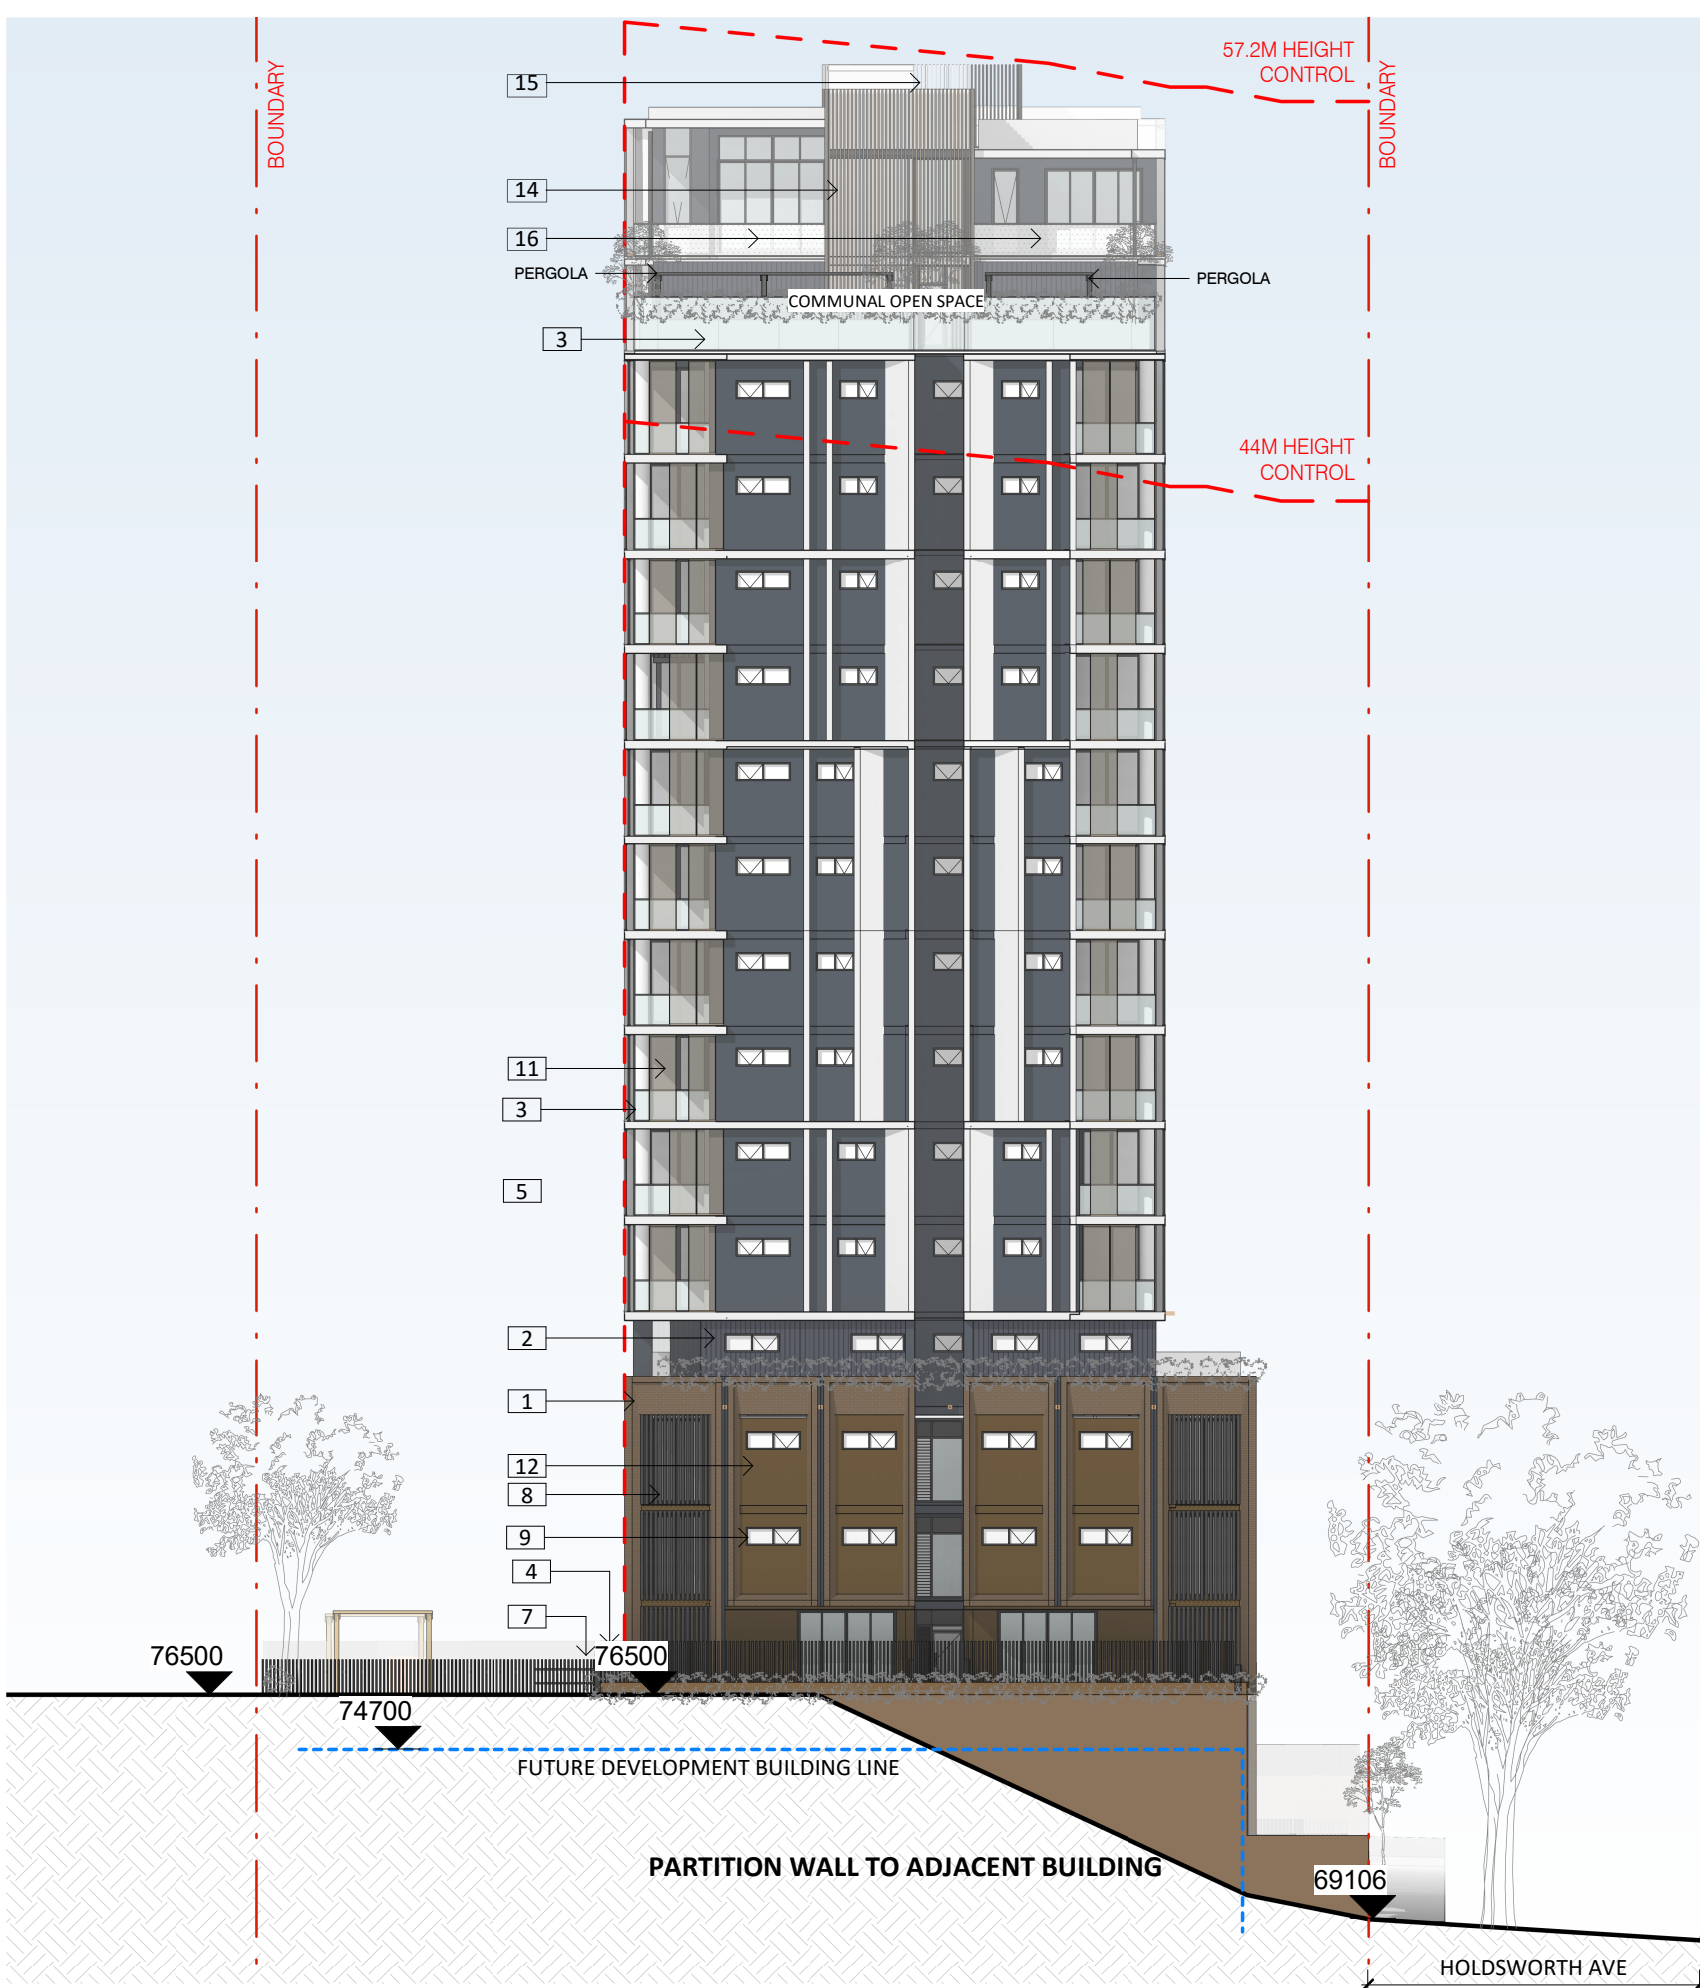 57.2M HEIGHT
CONTROL
BOUNDARY
BOUNDARY
15
14
16
PERGOLA
PERGOLA
COMMUNAL OPEN SPACE
3
44M HEIGHT
CONTROL
11
3
5
2
1
12
8
9
4
7
76500
76500
74700
FUTURE DEVELOPMENT BUILDING LINE
PARTITION WALL TO ADJACENT BUILDING
69106
HOLDSWORTH AVE